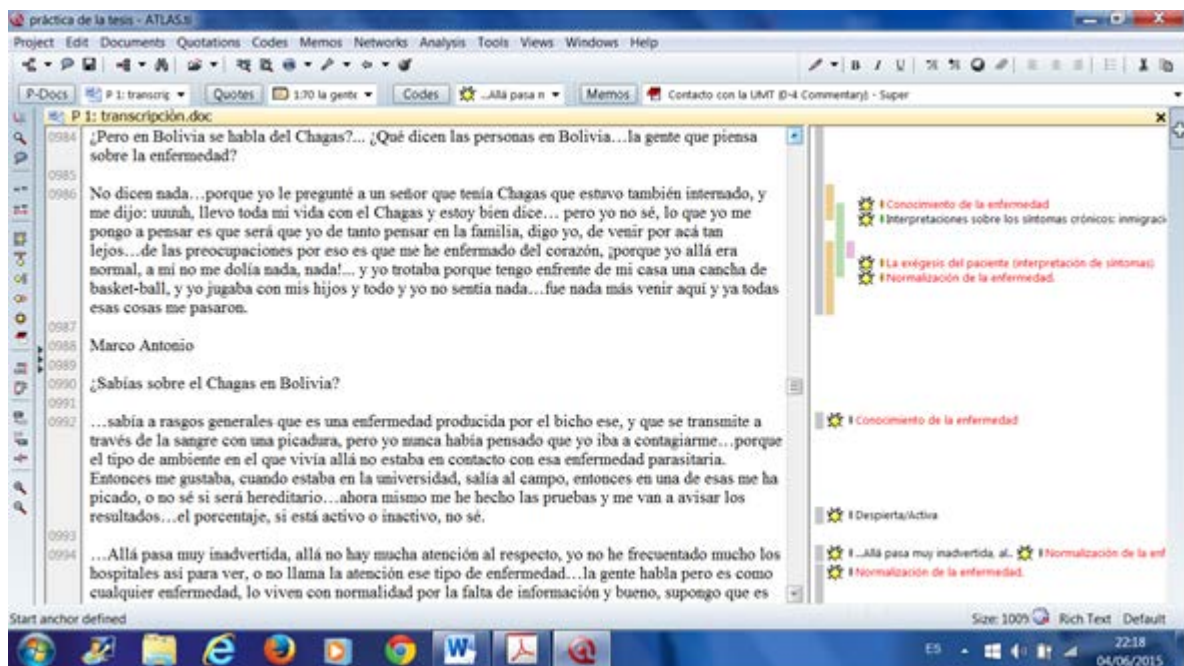 práctica de la tesis - ATLAS.ti
Project Edit Documents Quotations Codes Memos Networks Analysis Tools Views Windows Help
B I U
P-Docs P 1: transcrip Quotes 1:70 la gente Codes ...Allá pasa n Memos Contacto con la UMT (0-4 Commentary) - Super
P 1: transcripción.doc
0984 ¿Pero en Bolivia se habla del Chagas?... ¿Qué dicen las personas en Bolivia…la gente que piensa
sobre la enfermedad?
0985
0986 No dicen nada…porque yo le pregunté a un señor que tenía Chagas que estuvo también internado, y
me dijo: uuuuh, llevo toda mi vida con el Chagas y estoy bien dice… pero yo no sé, lo que yo me
pongo a pensar es que será que yo de tanto pensar en la familia, digo yo, de venir por acá tan
lejos…de las preocupaciones por eso es que me he enfermado del corazón, ¡porque yo allá era
normal, a mí no me dolía nada, nada!... y yo trotaba porque tengo enfrente de mi casa una cancha de
basket-ball, y yo jugaba con mis hijos y todo y yo no sentía nada…fue nada más venir aquí y ya todas
esas cosas me pasaron.
0987
0988 Marco Antonio
0989
0990 ¿Sabías sobre el Chagas en Bolivia?
0991
0992 …sabía a rasgos generales que es una enfermedad producida por el bicho ese, y que se transmite a
través de la sangre con una picadura, pero yo nunca había pensado que yo iba a contagiarme…porque
el tipo de ambiente en el que vivía allá no estaba en contacto con esa enfermedad parasitaria.
Entonces me gustaba, cuando estaba en la universidad, salía al campo, entonces en una de esas me ha
picado, o no sé si será hereditario…ahora mismo me he hecho las pruebas y me van a avisar los
resultados…el porcentaje, si está activo o inactivo, no sé.
0993
0994 …Allá pasa muy inadvertida, allá no hay mucha atención al respecto, yo no he frecuentado mucho los
hospitales así para ver, o no llama la atención ese tipo de enfermedad…la gente habla pero es como
cualquier enfermedad, lo viven con normalidad por la falta de información y bueno, supongo que es
Conocimiento de la enfermedad
Interpretaciones sobre los síntomas crónicos: inmigraci
La exégesis del paciente (interpretación de síntomas)
Normalización de la enfermedad.
Conocimiento de la enfermedad
Despierta/Activa
...Allá pasa muy inadvertida, al.. Normalización de la enf
Normalización de la enfermedad.
Start anchor defined
Size: 100% Rich Text Default
ES 22:18
04/06/2015